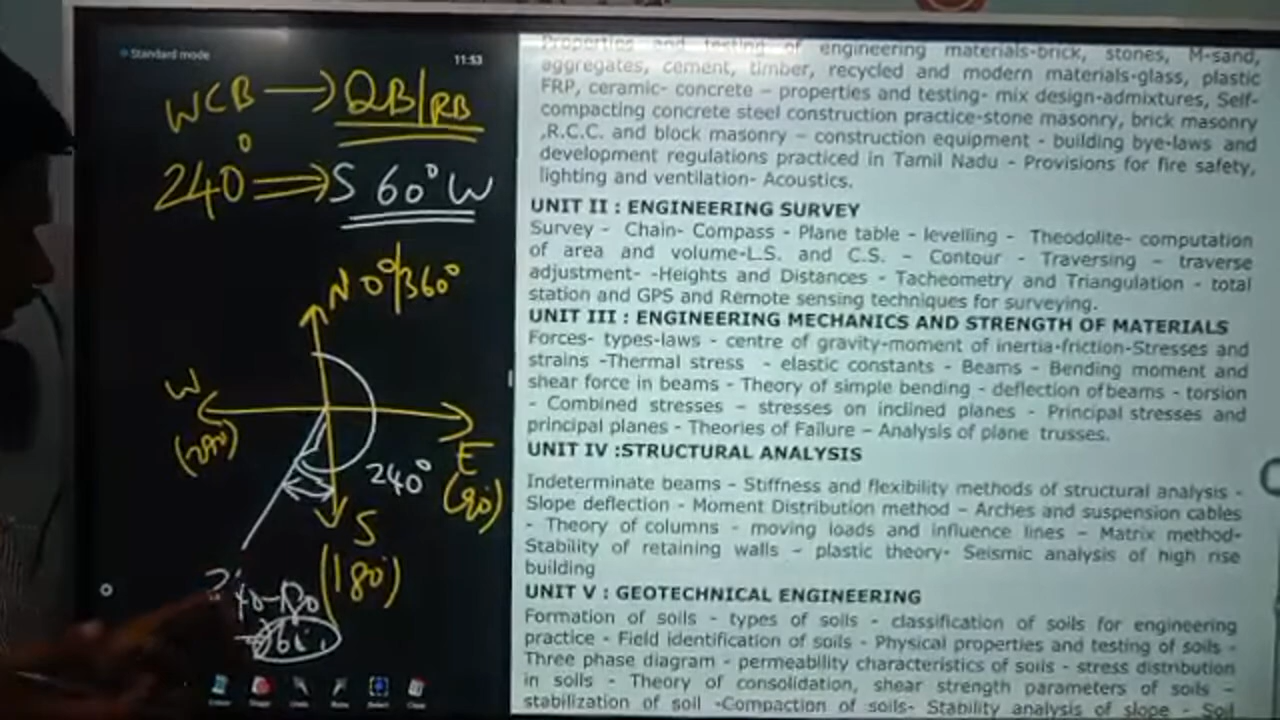 Standard mode
11:53
WCB → QB/RB
240° ⇒ S 60° W
N 0°/360°
W
E
(90)
240°
S
(180)
Properties and testing of engineering materials-brick, stones, M-sand,
aggregates, cement, timber, recycled and modern materials-glass, plastic
FRP, ceramic- concrete – properties and testing- mix design-admixtures, Self-
compacting concrete steel construction practice-stone masonry, brick masonry
,R.C.C. and block masonry – construction equipment - building bye-laws and
development regulations practiced in Tamil Nadu - Provisions for fire safety,
lighting and ventilation- Acoustics.
UNIT II : ENGINEERING SURVEY
Survey - Chain- Compass - Plane table - levelling - Theodolite- computation
of area and volume-L.S. and C.S. – Contour - Traversing – traverse
adjustment- -Heights and Distances - Tacheometry and Triangulation - total
station and GPS and Remote sensing techniques for surveying.
UNIT III : ENGINEERING MECHANICS AND STRENGTH OF MATERIALS
Forces- types-laws - centre of gravity-moment of inertia-friction-Stresses and
strains -Thermal stress - elastic constants - Beams - Bending moment and
shear force in beams - Theory of simple bending - deflection of beams - torsion
- Combined stresses – stresses on inclined planes - Principal stresses and
principal planes - Theories of Failure – Analysis of plane trusses.
UNIT IV :STRUCTURAL ANALYSIS
Indeterminate beams - Stiffness and flexibility methods of structural analysis -
Slope deflection - Moment Distribution method – Arches and suspension cables
- Theory of columns - moving loads and influence lines – Matrix method-
Stability of retaining walls – plastic theory- Seismic analysis of high rise
building
UNIT V : GEOTECHNICAL ENGINEERING
Formation of soils - types of soils - classification of soils for engineering
practice - Field identification of soils - Physical properties and testing of soils -
Three phase diagram - permeability characteristics of soils - stress distribution
in soils - Theory of consolidation, shear strength parameters of soils –
stabilization of soil -Compaction of soils- Stability analysis of slope - Soil